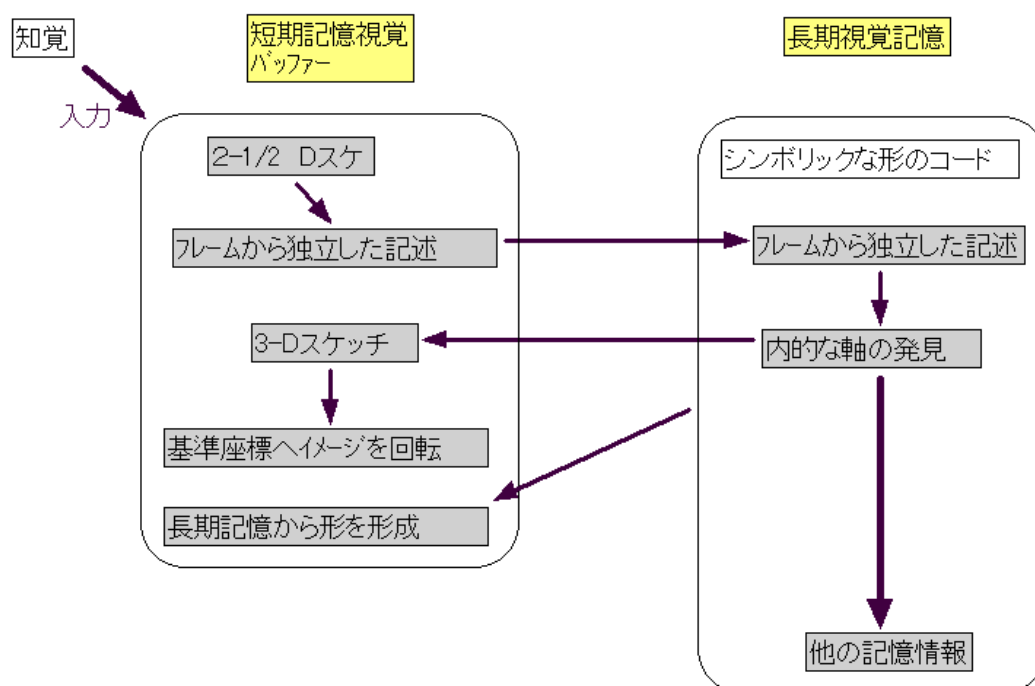 知覚
短期記憶視覚
バッファー
長期視覚記憶
入力
2-1/2 Dスケ
シンボリックな形のコード
フレームから独立した記述
フレームから独立した記述
3-Dスケッチ
内的な軸の発見
基準座標へイメージを回転
長期記憶から形を形成
他の記憶情報